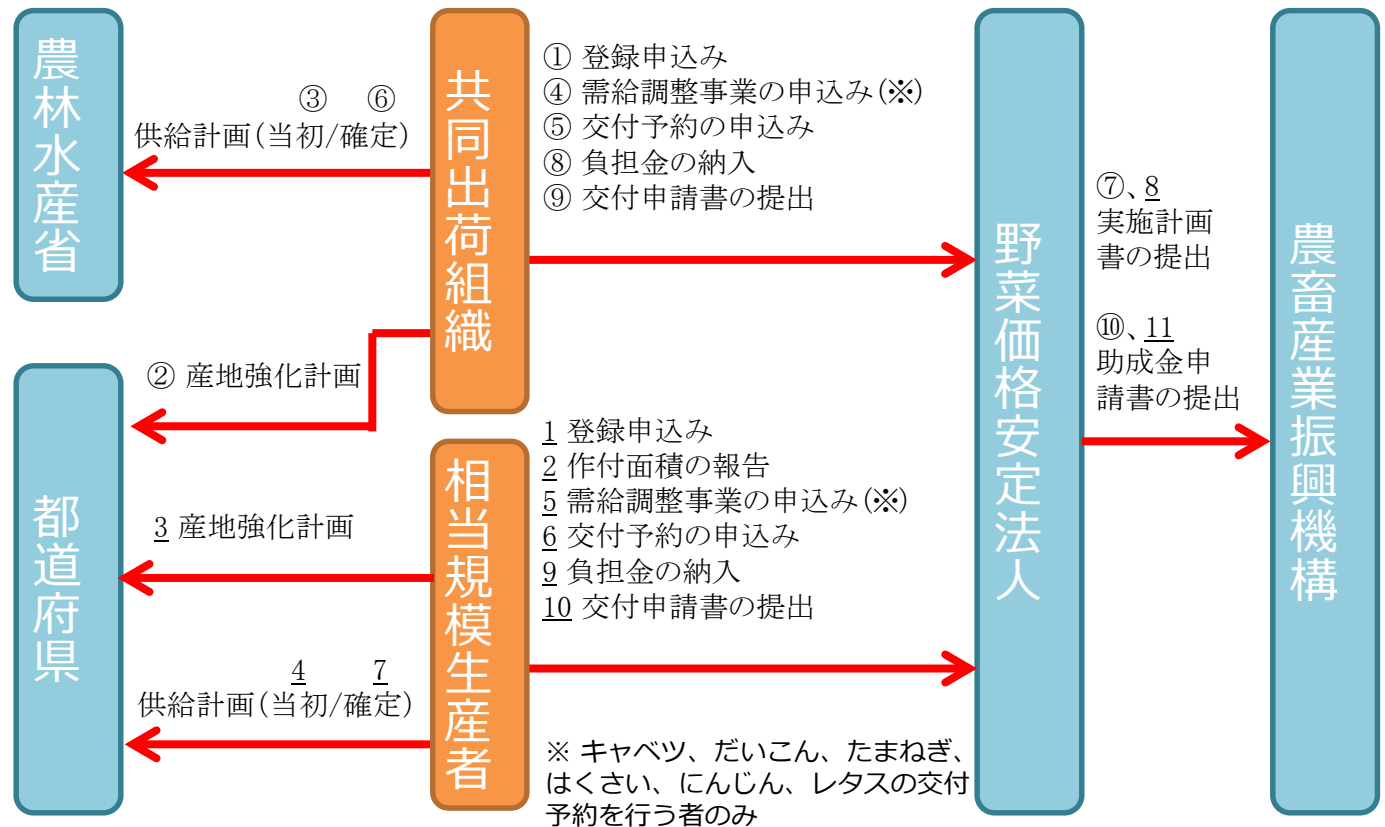 農林水産省
③ ⑥
供給計画(当初/確定)
共同出荷組織
① 登録申込み
④ 需給調整事業の申込み(※)
⑤ 交付予約の申込み
⑧ 負担金の納入
⑨ 交付申請書の提出
② 産地強化計画
都道府県
3 産地強化計画
4 7
供給計画(当初/確定)
相当規模生産者
1 登録申込み
2 作付面積の報告
5 需給調整事業の申込み(※)
6 交付予約の申込み
9 負担金の納入
10 交付申請書の提出
※ キャベツ、だいこん、たまねぎ、
はくさい、にんじん、レタスの交付
予約を行う者のみ
野菜価格安定法人
⑦、8
実施計画
書の提出
⑩、11
助成金申
請書の提出
農畜産業振興機構